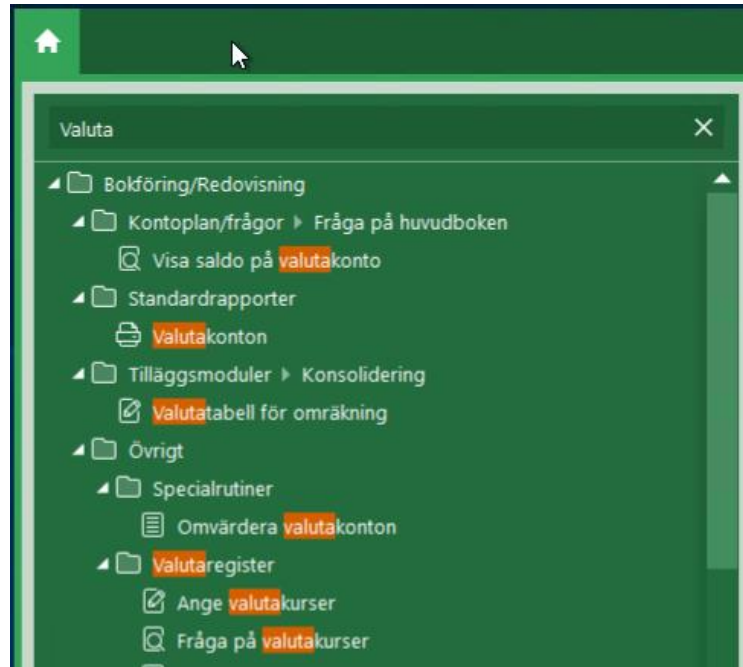 Valuta
Bokföring/Redovisning
Kontoplan/frågor Fråga på huvudboken
Visa saldo på valutakonto
Standardrapporter
Valutakonton
Tilläggsmoduler Konsolidering
Valutatabell för omräkning
Övrigt
Specialrutiner
Omvärdera valutakonton
Valutaregister
Ange valutakurser
Fråga på valutakurser